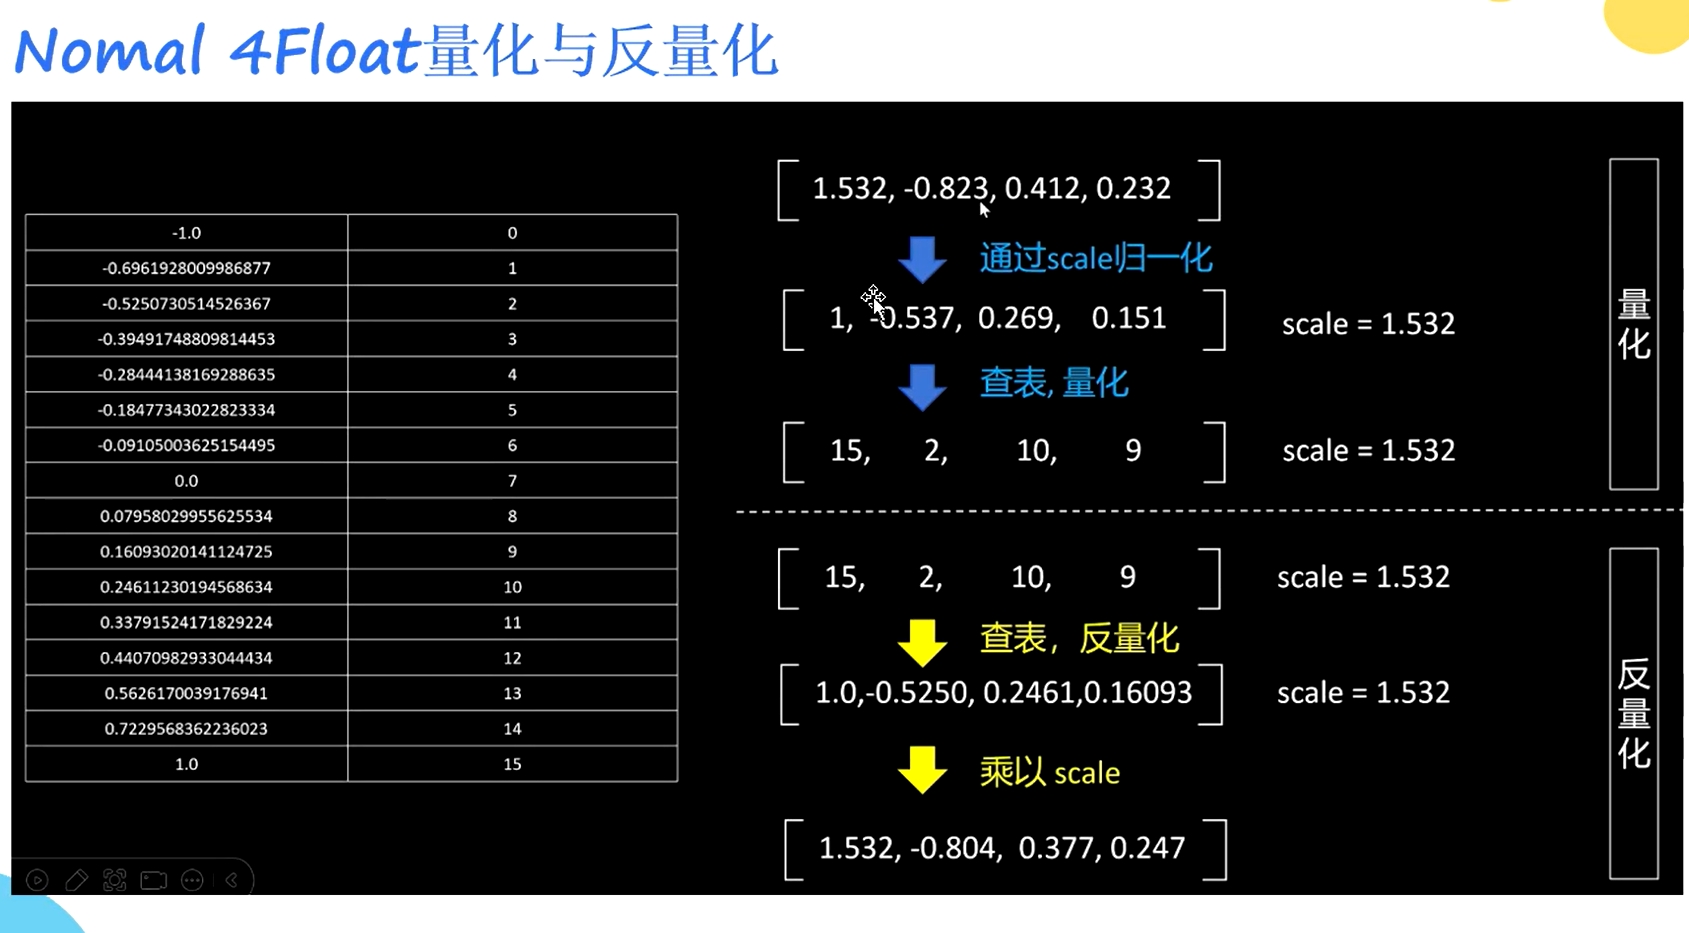 Nomal 4Float量化与反量化
-1.0 0
-0.6961928009986877 1
-0.5250730514526367 2
-0.39491748809814453 3
-0.28444138169288635 4
-0.18477343022823334 5
-0.09105003625154495 6
0.0 7
0.07958029955625534 8
0.16093020141124725 9
0.24611230194568634 10
0.33791524171829224 11
0.44070982933044434 12
0.5626170039176941 13
0.7229568362236023 14
1.0 15
1.532, -0.823, 0.412, 0.232
通过scale归一化
1, -0.537, 0.269, 0.151 scale = 1.532
查表, 量化
15, 2, 10, 9 scale = 1.532
量化
15, 2, 10, 9 scale = 1.532
查表，反量化
1.0,-0.5250, 0.2461,0.16093 scale = 1.532
乘以 scale
1.532, -0.804, 0.377, 0.247
反量化